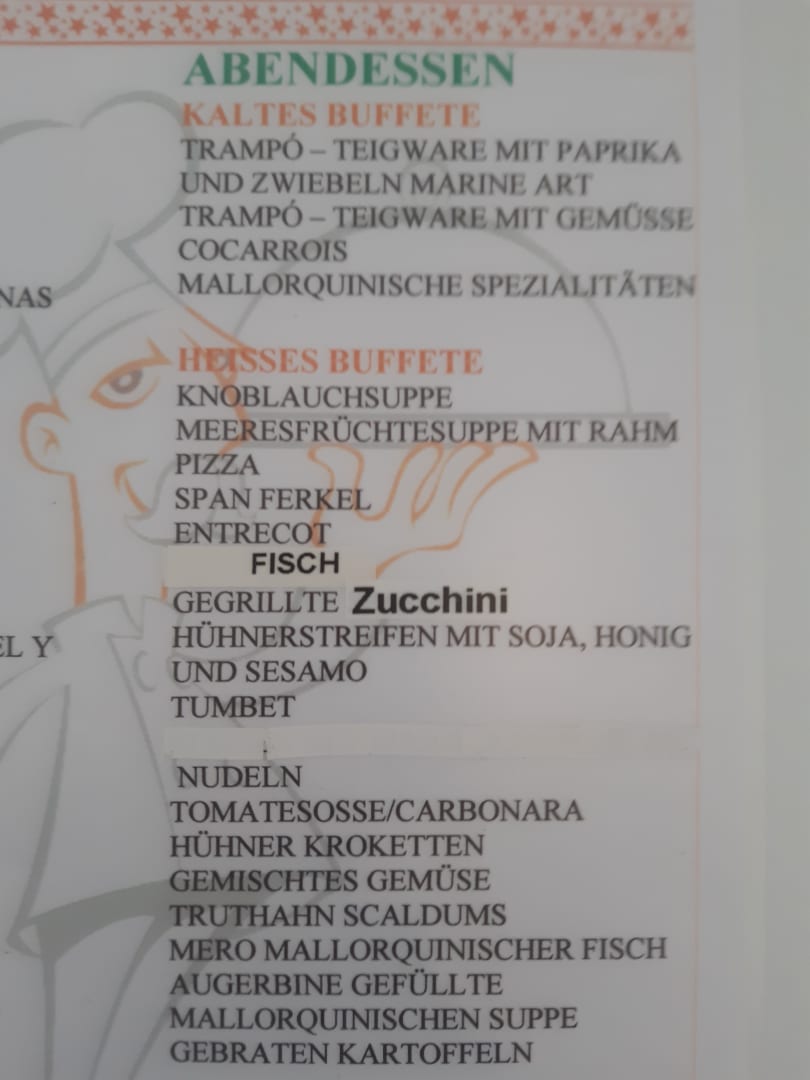 ABENDESSEN
KALTES BUFFETE
TRAMPÓ – TEIGWARE MIT PAPRIKA
UND ZWIEBELN MARINE ART
TRAMPÓ – TEIGWARE MIT GEMÜSSE
COCARROIS
MALLORQUINISCHE SPEZIALITÄTEN
NAS
HEISSES BUFFETE
KNOBLAUCHSUPPE
MEERESFRÜCHTESUPPE MIT RAHM
PIZZA
SPAN FERKEL
ENTRECOT
FISCH
GEGRILLTE Zucchini
HÜHNERSTREIFEN MIT SOJA, HONIG
EL Y
UND SESAMO
TUMBET
NUDELN
TOMATESOSSE/CARBONARA
HÜHNER KROKETTEN
GEMISCHTES GEMÜSE
TRUTHAHN SCALDUMS
MERO MALLORQUINISCHER FISCH
AUGERBINE GEFÜLLTE
MALLORQUINISCHEN SUPPE
GEBRATEN KARTOFFELN